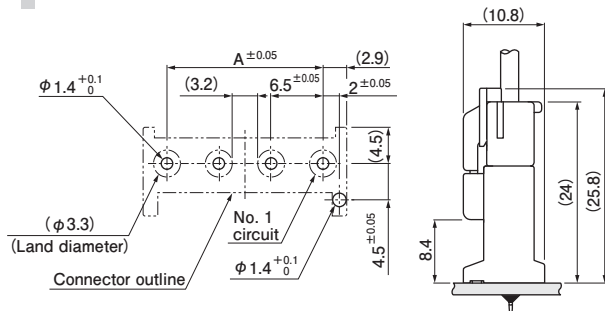 (10.8)
A±0.05
(2.9)
(3.2)
6.5±0.05
2±0.05
φ1.4 +0.1 0
(4.5)
(φ3.3)
(Land diameter)
No. 1
circuit
4.5±0.05
Connector outline
φ1.4 +0.1 0
8.4
(24)
(25.8)